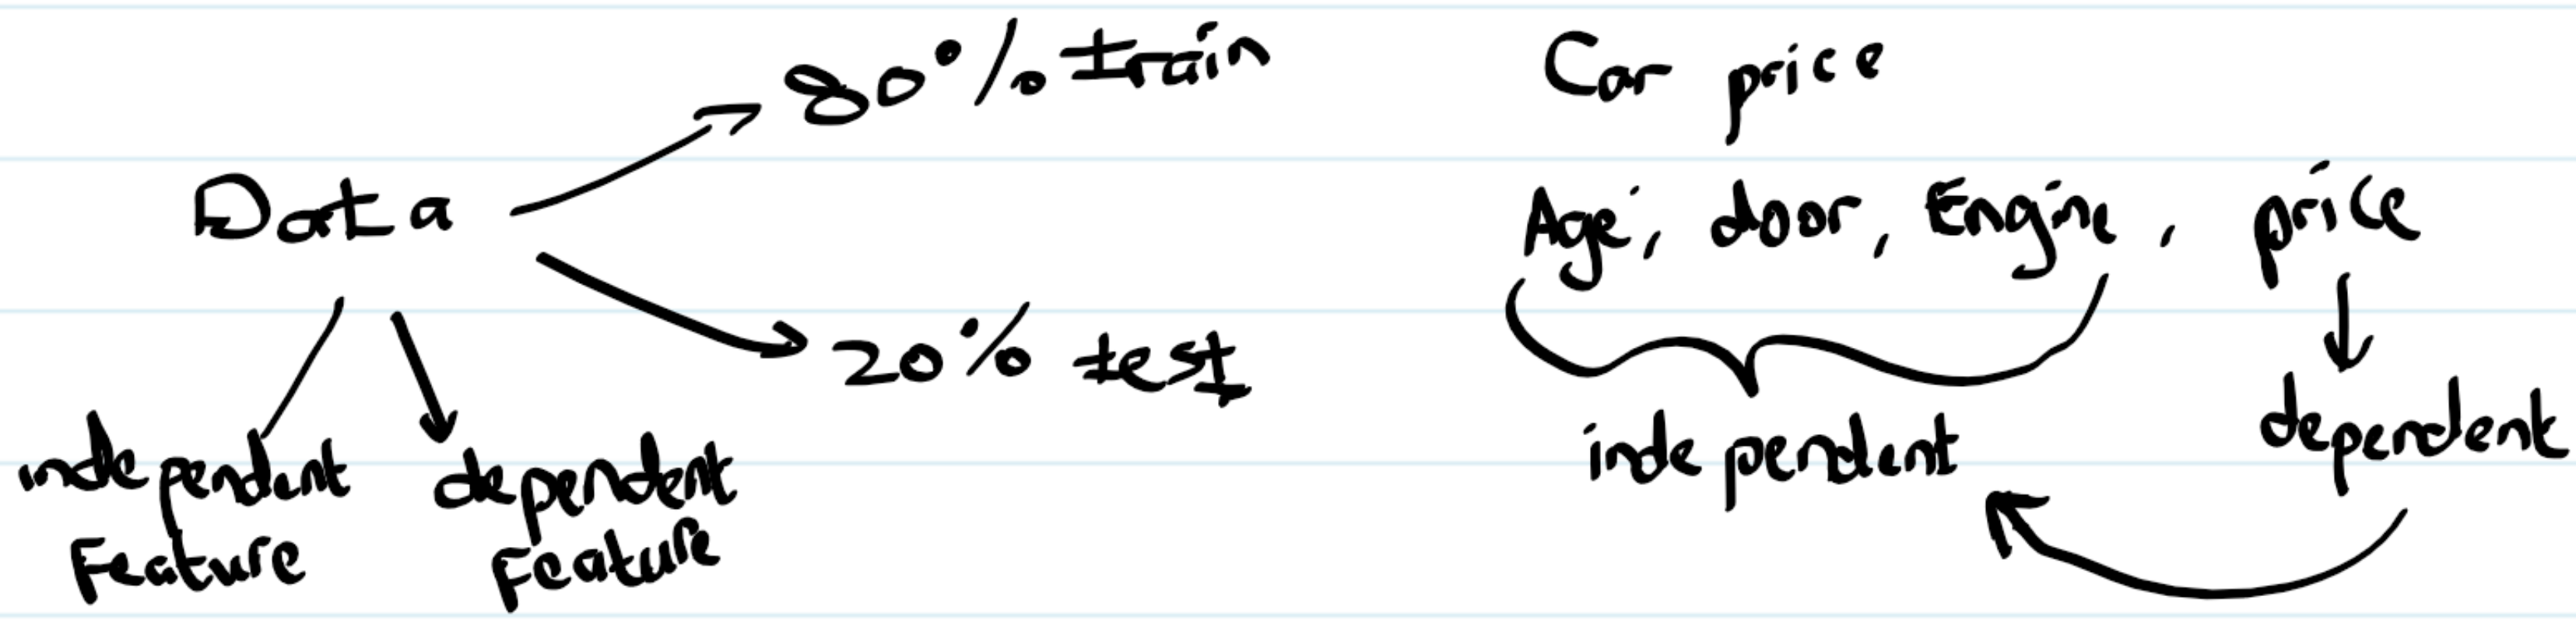 80% train
Data
20% test
independent Feature
dependent Feature
Car price
Age, door, Engine, price
independent
dependent